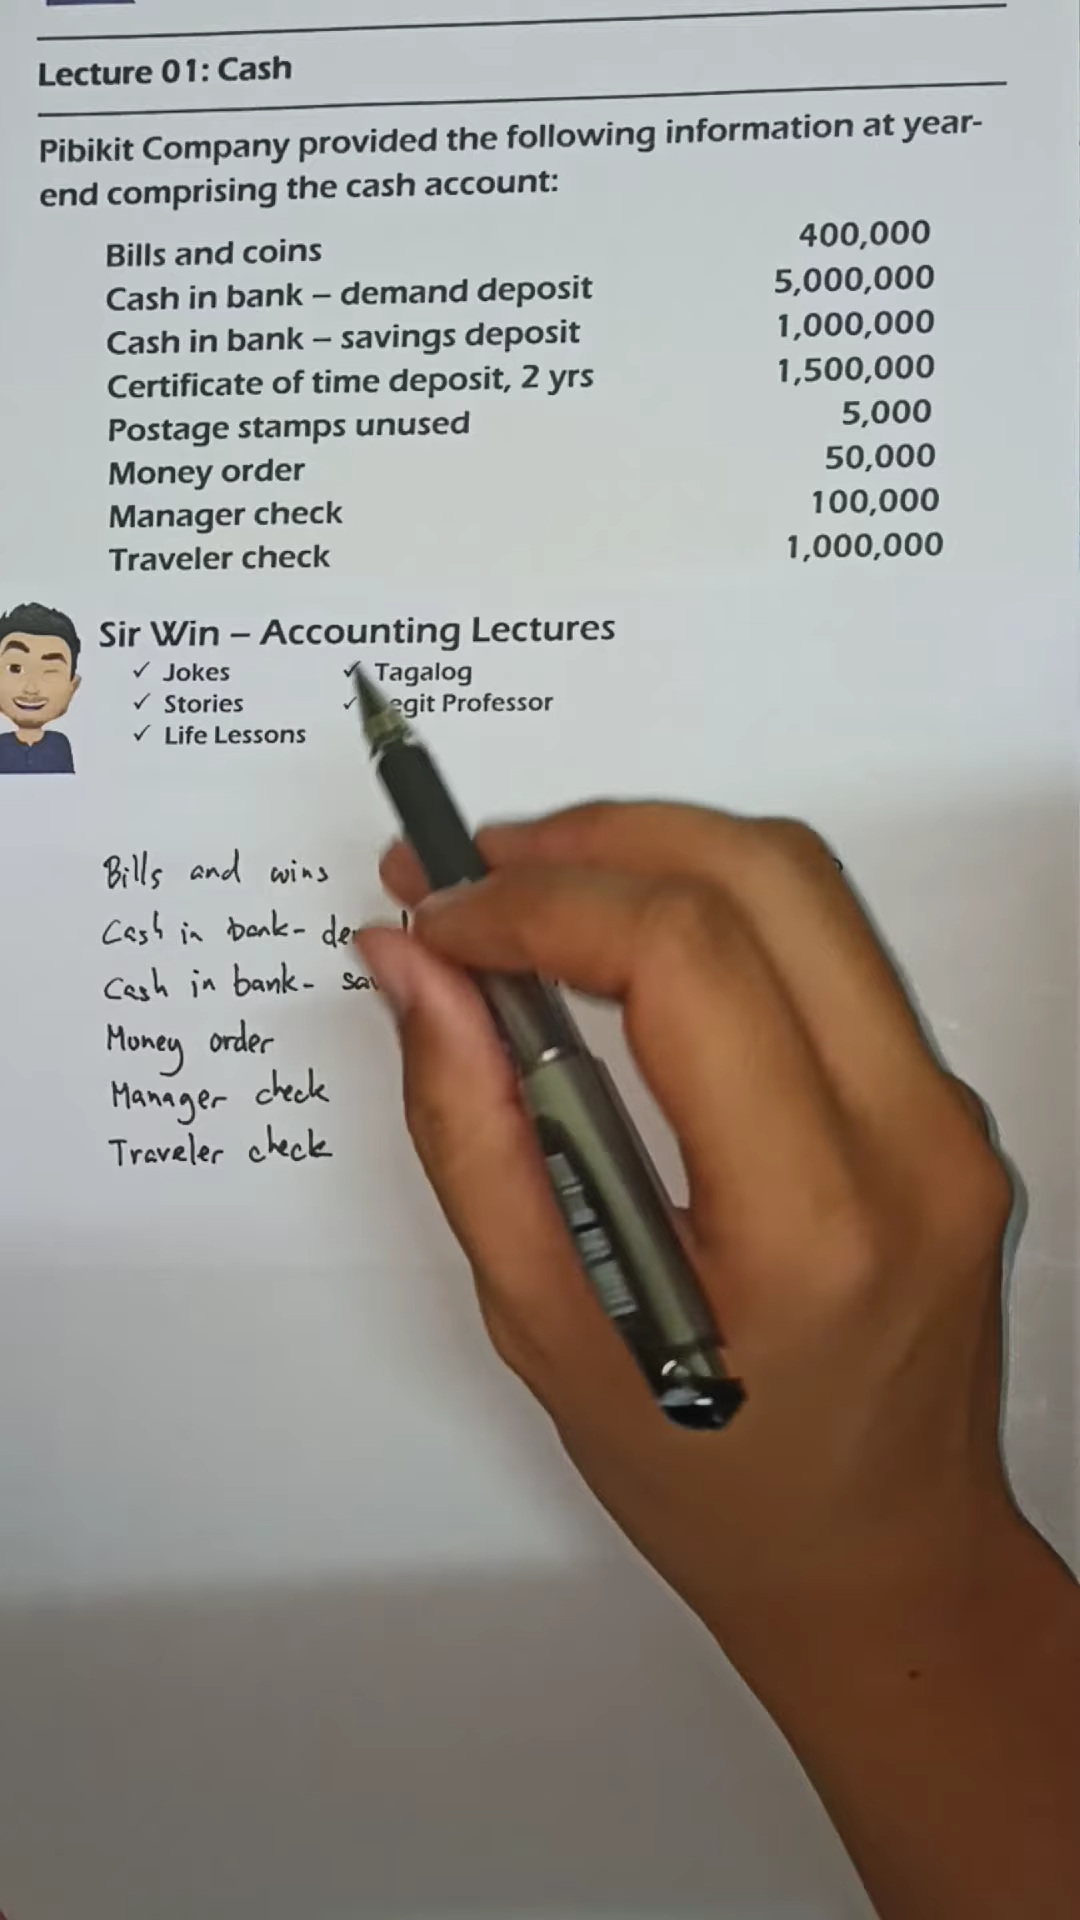 Lecture 01: Cash
Pibikit Company provided the following information at year-
end comprising the cash account:
Bills and coins 400,000
Cash in bank – demand deposit 5,000,000
Cash in bank – savings deposit 1,000,000
Certificate of time deposit, 2 yrs 1,500,000
Postage stamps unused 5,000
Money order 50,000
Manager check 100,000
Traveler check 1,000,000
Sir Win – Accounting Lectures
✓ Jokes ✓ Tagalog
✓ Stories ✓ egit Professor
✓ Life Lessons
Bills and coins
Cash in bank-
Cash in bank-
Money order
Manager check
Traveler check